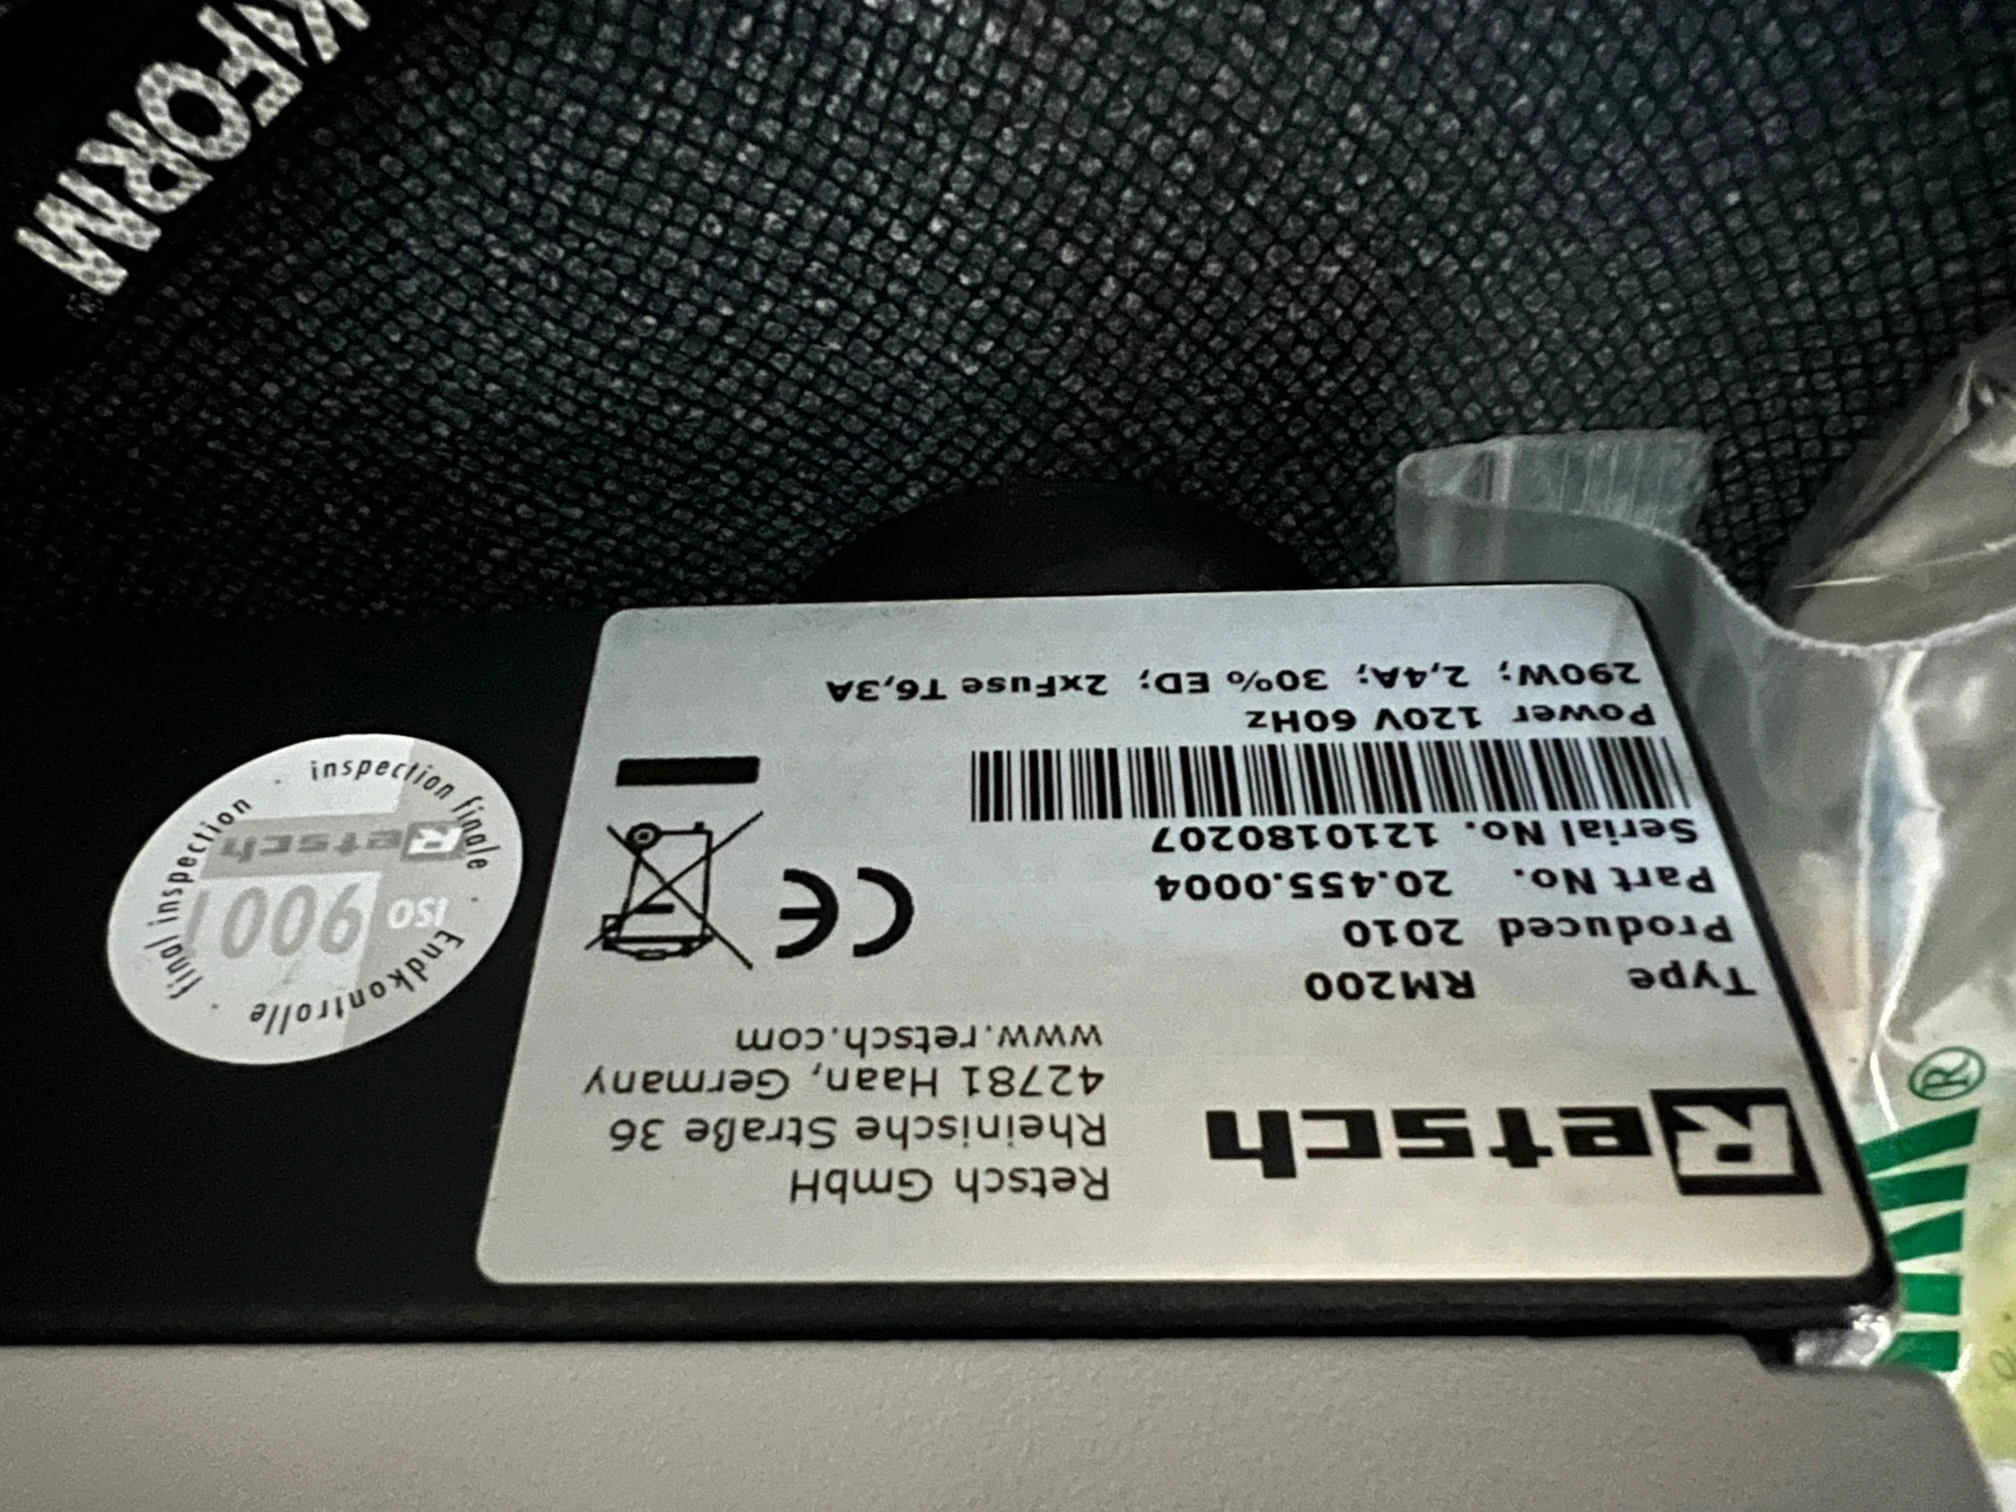 Retsch
Retsch GmbH
Rheinische Straße 36
42781 Haan, Germany
www.retsch.com
Type RM200
Produced 2010
Part No. 20.455.0004
Serial No. 1210180207
Power 120V 60Hz
290W; 2,4A; 30% ED; 2xFuse T6,3A
CE
Endkontrolle · final inspection · inspection finale ·
ISO 9001
Retsch
FORM
®